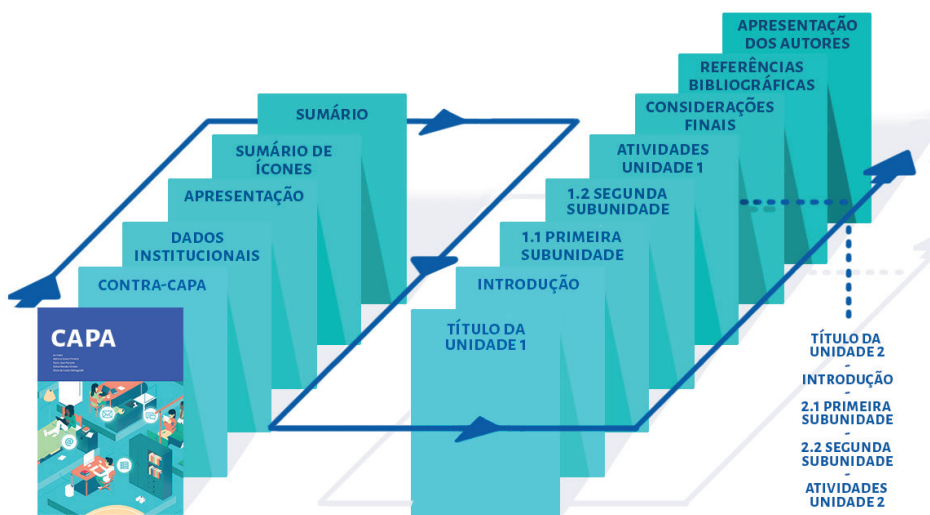 CAPA
CONTRA-CAPA
DADOS
INSTITUCIONAIS
APRESENTAÇÃO
SUMÁRIO DE
ÍCONES
SUMÁRIO
TÍTULO DA
UNIDADE 1
INTRODUÇÃO
1.1 PRIMEIRA
SUBUNIDADE
1.2 SEGUNDA
SUBUNIDADE
ATIVIDADES
UNIDADE 1
CONSIDERAÇÕES
FINAIS
REFERÊNCIAS
BIBLIOGRÁFICAS
APRESENTAÇÃO
DOS AUTORES
TÍTULO DA
UNIDADE 2
-
INTRODUÇÃO
-
2.1 PRIMEIRA
SUBUNIDADE
-
2.2 SEGUNDA
SUBUNIDADE
-
ATIVIDADES
UNIDADE 2